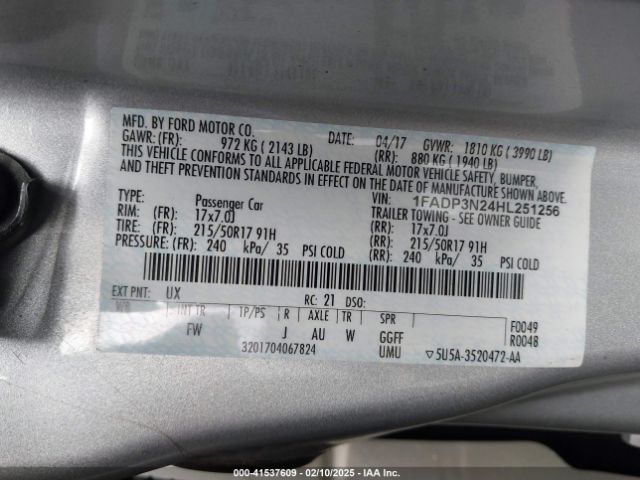 MFD. BY FORD MOTOR CO.
DATE: 04/17 GVWR: 1810 KG ( 3990 LB)
GAWR: (FR): 972 KG ( 2143 LB) (RR): 880 KG ( 1940 LB)
THIS VEHICLE CONFORMS TO ALL APPLICABLE FEDERAL MOTOR VEHICLE SAFETY, BUMPER,
AND THEFT PREVENTION STANDARDS IN EFFECT ON THE DATE OF MANUFACTURE SHOWN ABOVE.
VIN: 1FADP3N24HL251256
TYPE: Passenger Car TRAILER TOWING - SEE OWNER GUIDE
RIM: (FR) 17x7.0J (RR): 17x7.0J
TIRE: (FR): 215/50R17 91H (RR): 215/50R17 91H
PRESSURE: (FR): 240 kPa/ 35 PSI COLD (RR): 240 kPa/ 35 PSI COLD
EXT PNT: UX RC: 21 DSO:
WB INT TR TP/PS R AXLE TR SPR
FW J AU W GGFF F0049
R0048
3201704067824 UMU 5U5A-3520472-AA
00-41537609 - 02/10/2025 - IAA Inc.